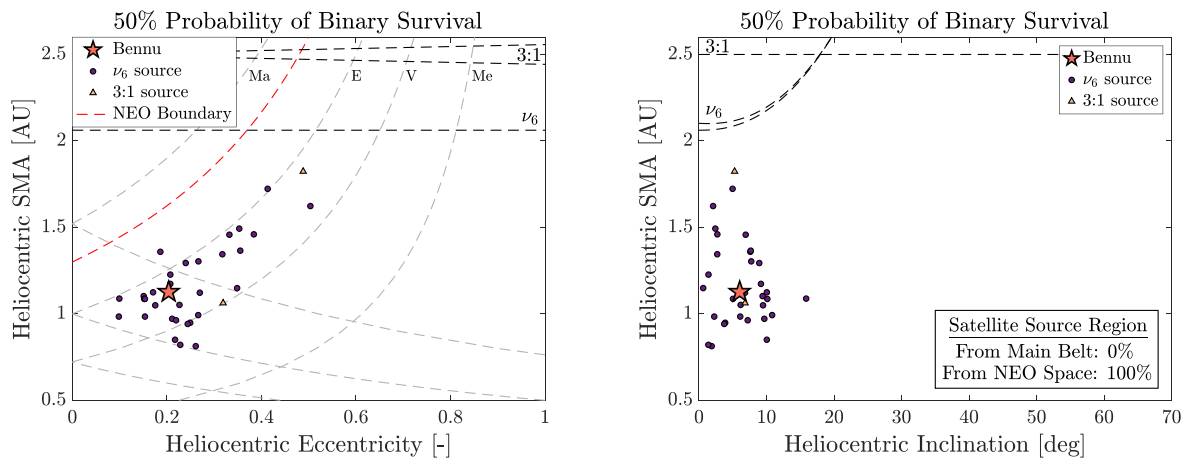 50% Probability of Binary Survival
Heliocentric SMA [AU]
2.5
2
1.5
1
0.5
Bennu
ν6 source
3:1 source
NEO Boundary
Ma
E
V
Me
3:1
ν6
0
0.2
0.4
0.6
0.8
1
Heliocentric Eccentricity [-]
50% Probability of Binary Survival
Heliocentric SMA [AU]
2.5
2
1.5
1
0.5
3:1
ν6
Bennu
ν6 source
3:1 source
Satellite Source Region
From Main Belt: 0%
From NEO Space: 100%
0
10
20
30
40
50
60
70
Heliocentric Inclination [deg]